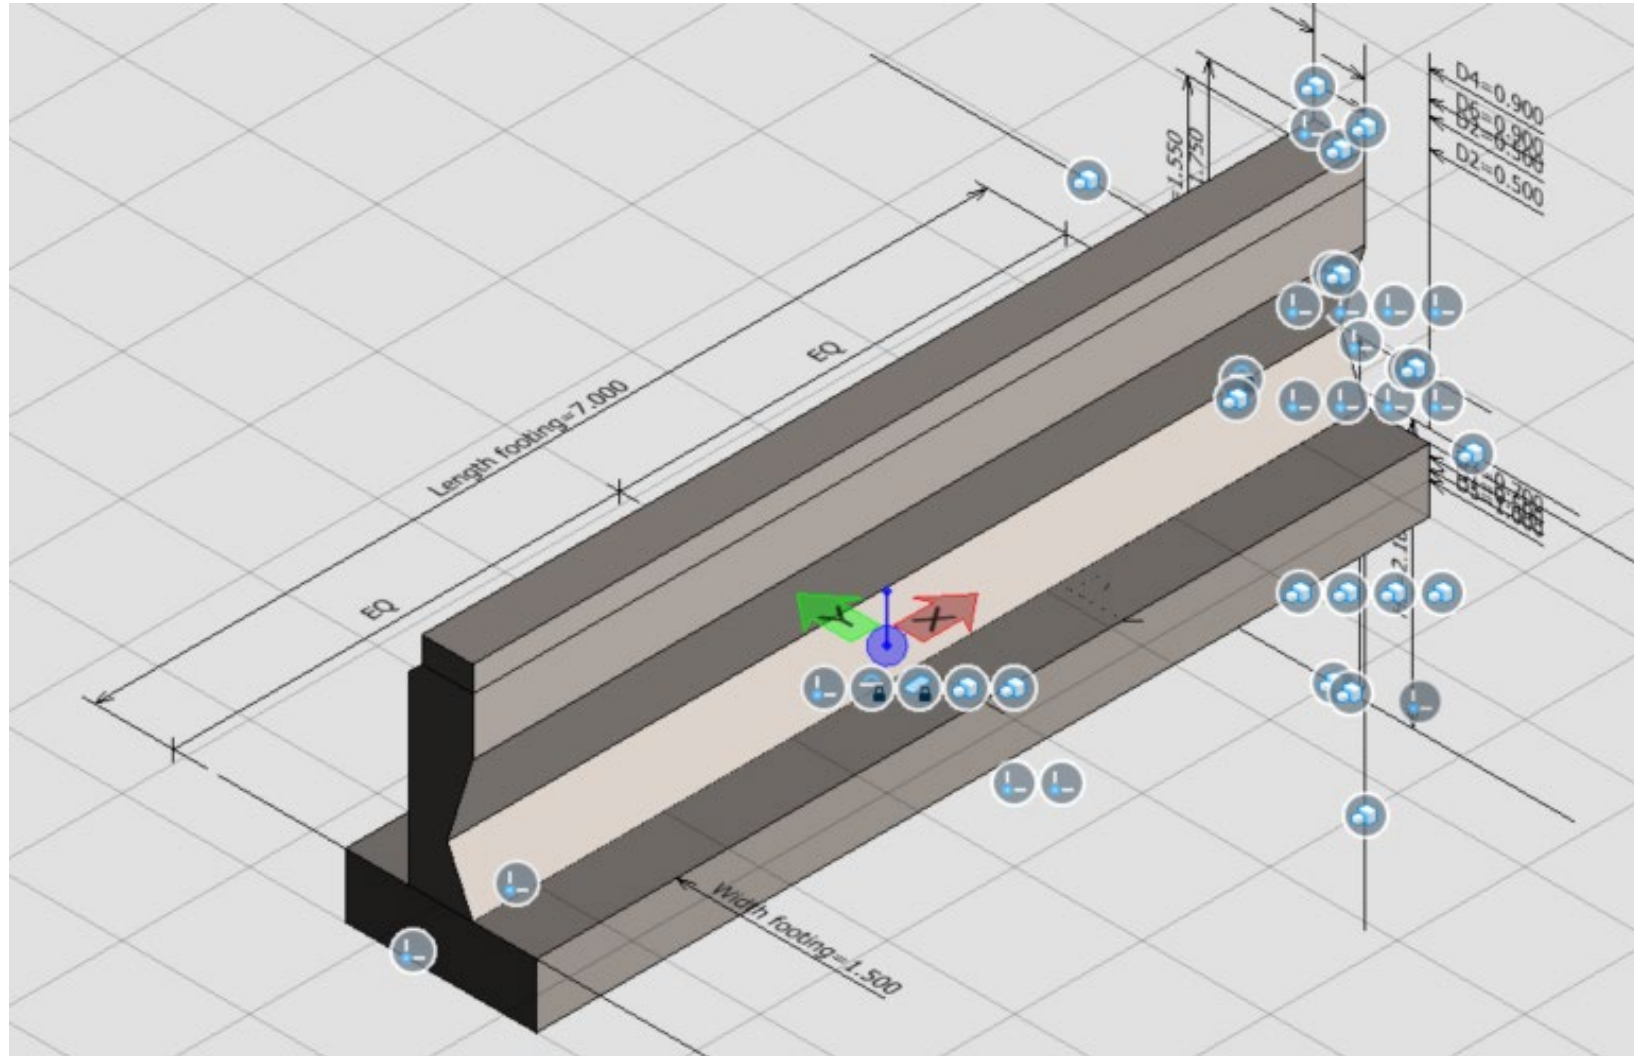 D4=0.900
D6=0.900
D2=0.500
=1.550
1.750
EQ
Length footing=7.000
EQ
Y
X
Width footing=1.500